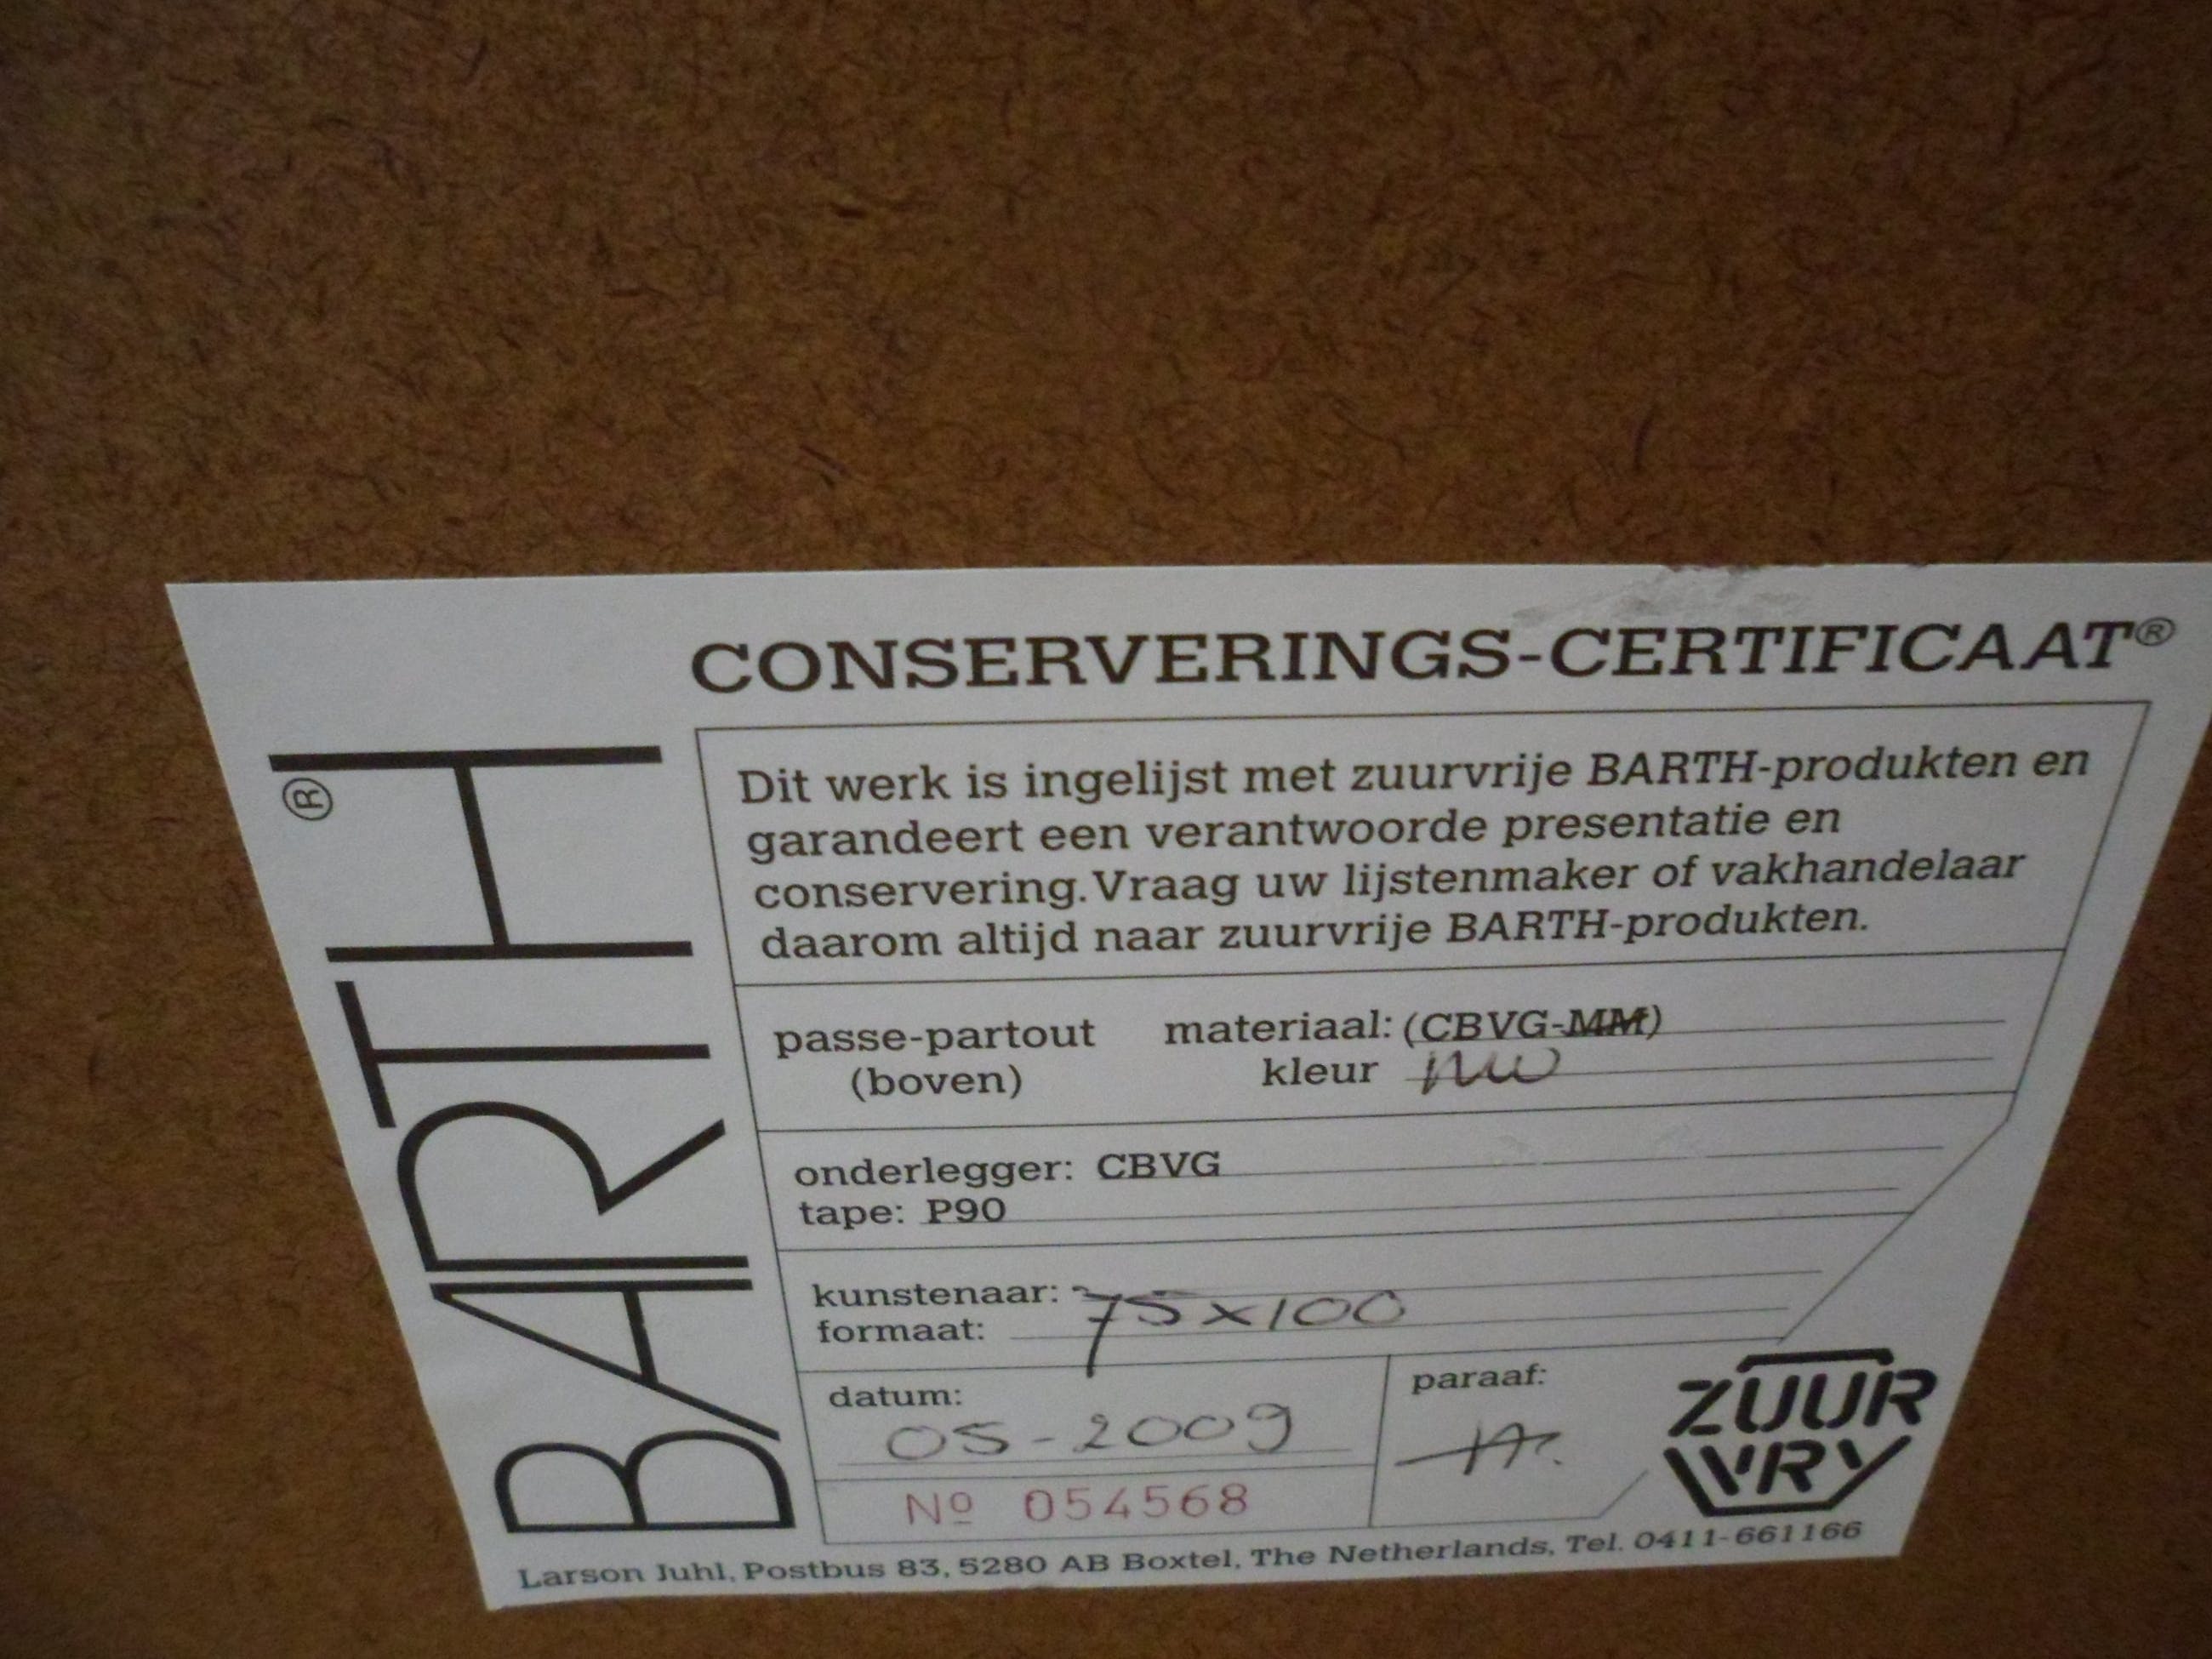 BARTH®
CONSERVERINGS-CERTIFICAAT®
Dit werk is ingelijst met zuurvrije BARTH-produkten en
garandeert een verantwoorde presentatie en
conservering. Vraag uw lijstenmaker of vakhandelaar
daarom altijd naar zuurvrije BARTH-produkten.
passe-partout materiaal: (CBVG-MM)
(boven) kleur
onderlegger: CBVG
tape: P90
kunstenaar:
formaat: 75x100
datum: paraaf:
05-2009
Nº 054568
ZUUR
VRY
Larson Juhl, Postbus 83, 5280 AB Boxtel, The Netherlands, Tel. 0411-661166